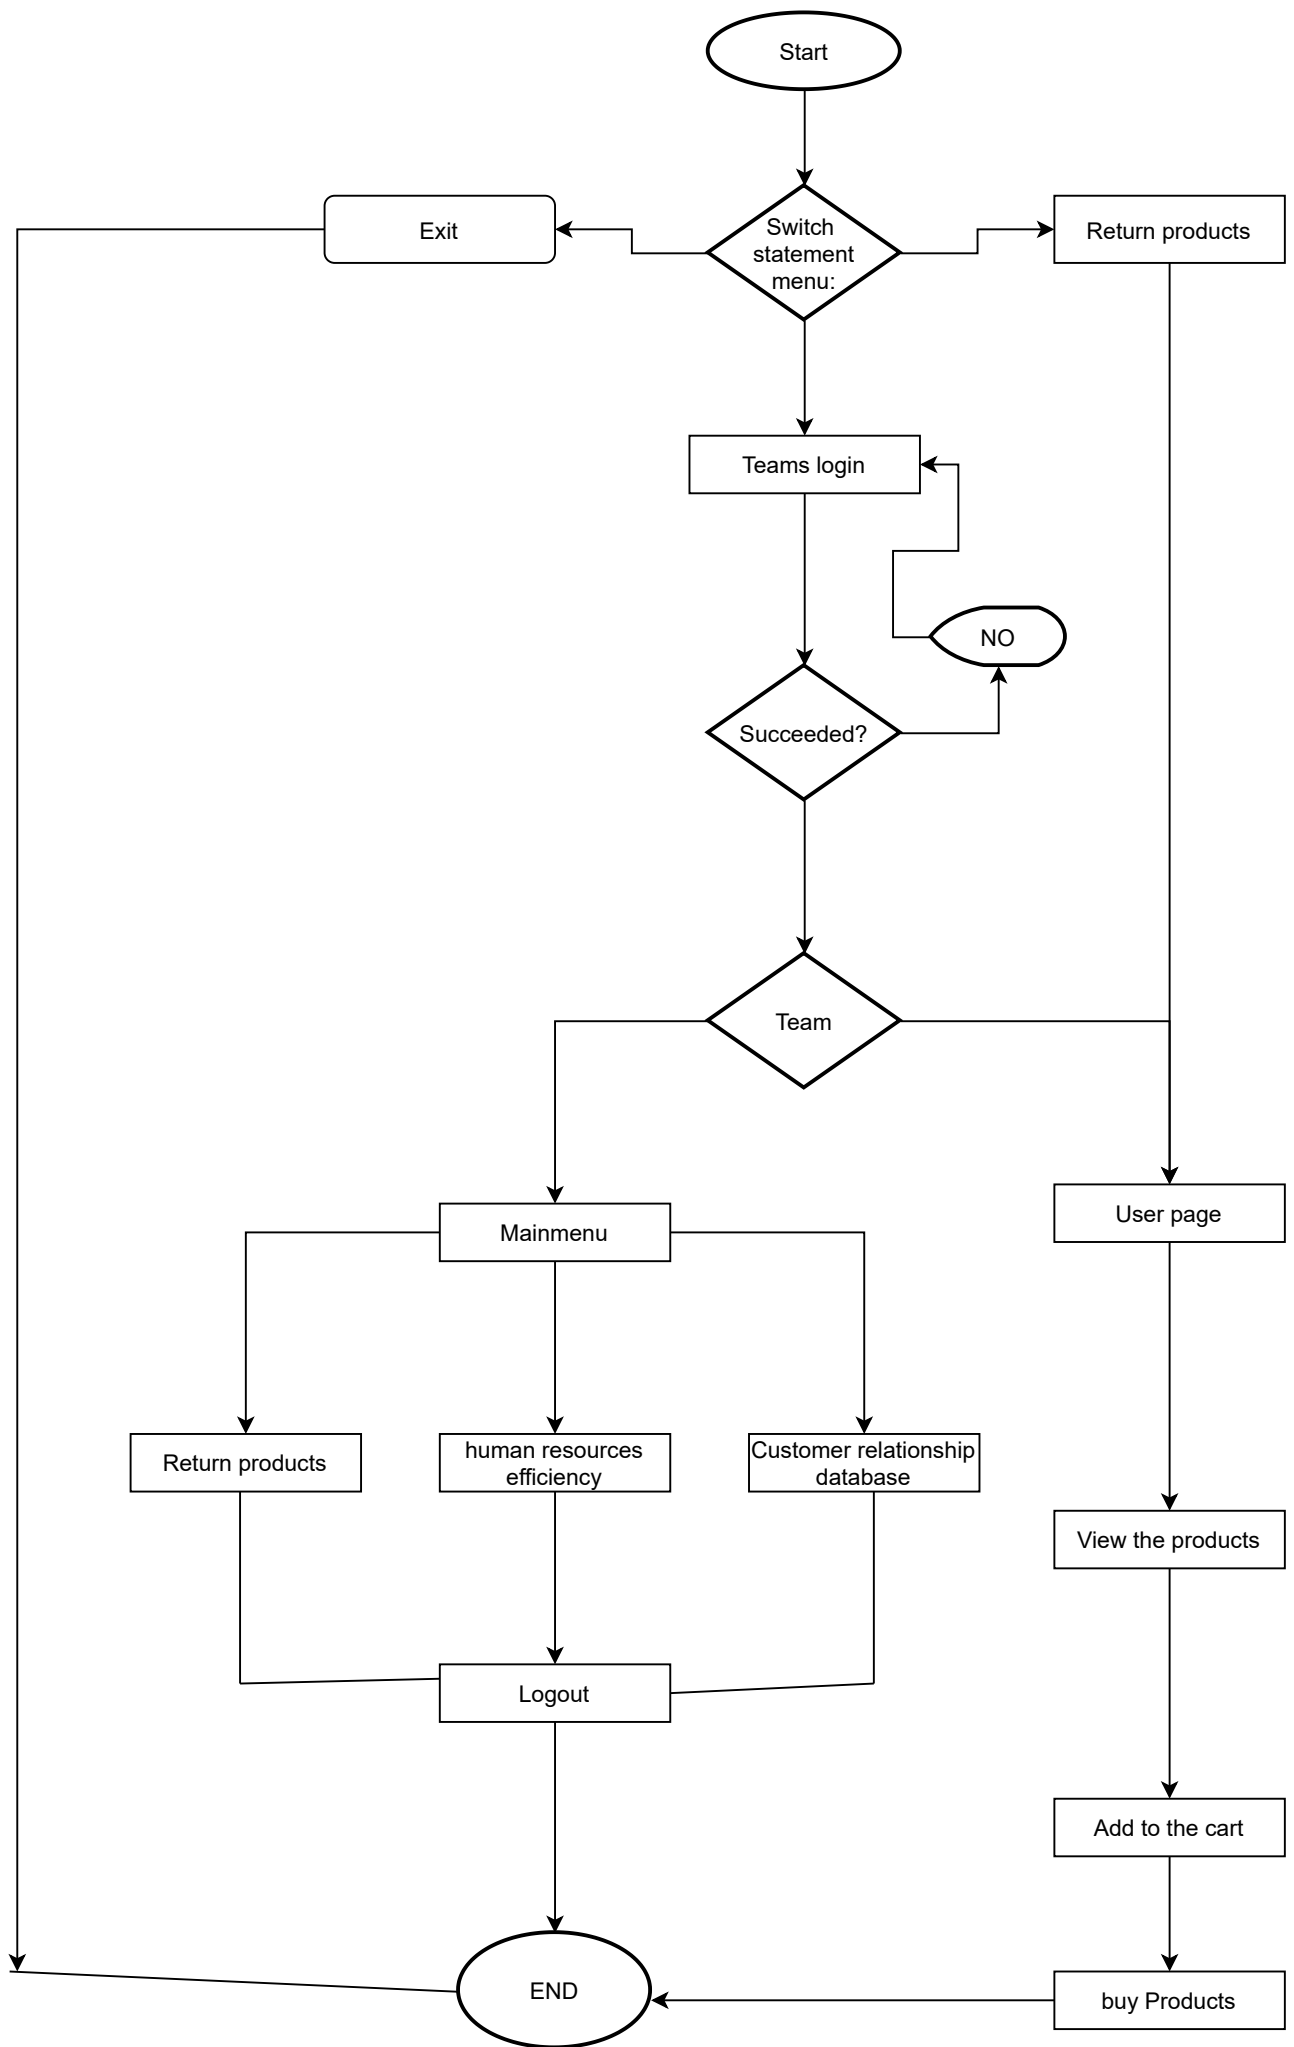 Start
Exit
Switch
statement
menu:
Return products
Teams login
NO
Succeeded?
Team
Mainmenu
User page
Return products
human resources
efficiency
Customer relationship
database
View the products
Logout
Add to the cart
END
buy Products